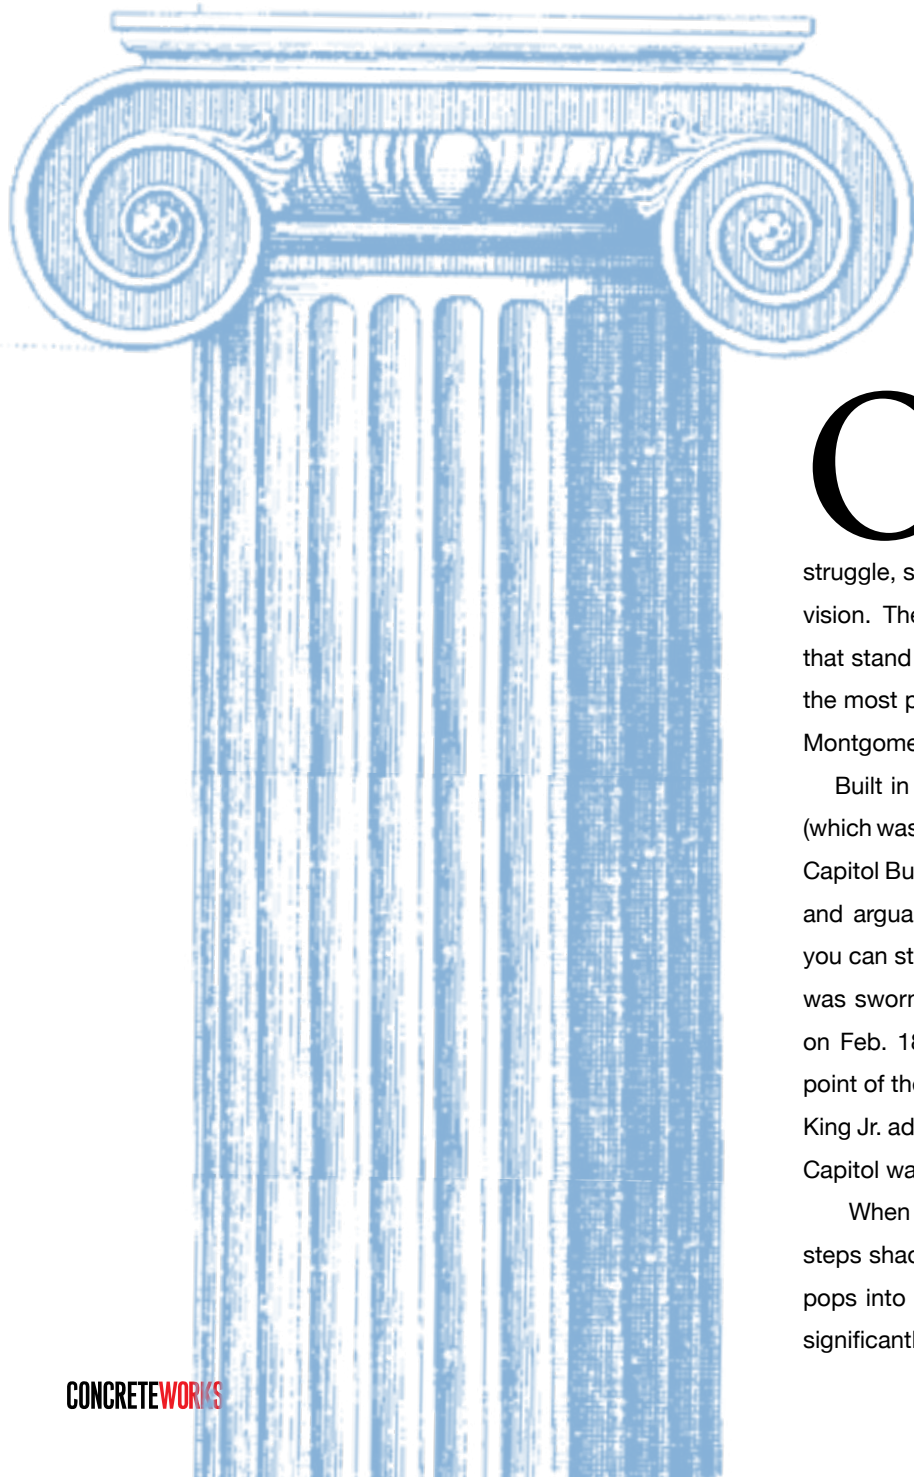 C
struggle, s
vision. The
that stand
the most p
Montgome
Built in
(which was
Capitol Bu
and argua
you can st
was sworn
on Feb. 18
point of the
King Jr. ad
Capitol wa
When
steps shad
pops into
significantl
CONCRETEWORKS